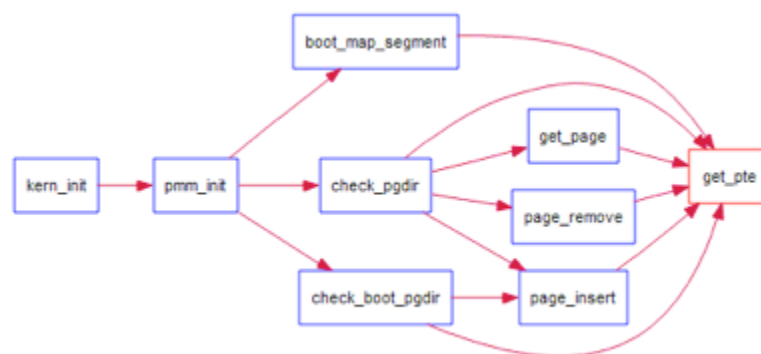 boot_map_segment
get_page
kern_init
pmm_init
check_pgdir
get_pte
page_remove
check_boot_pgdir
page_insert